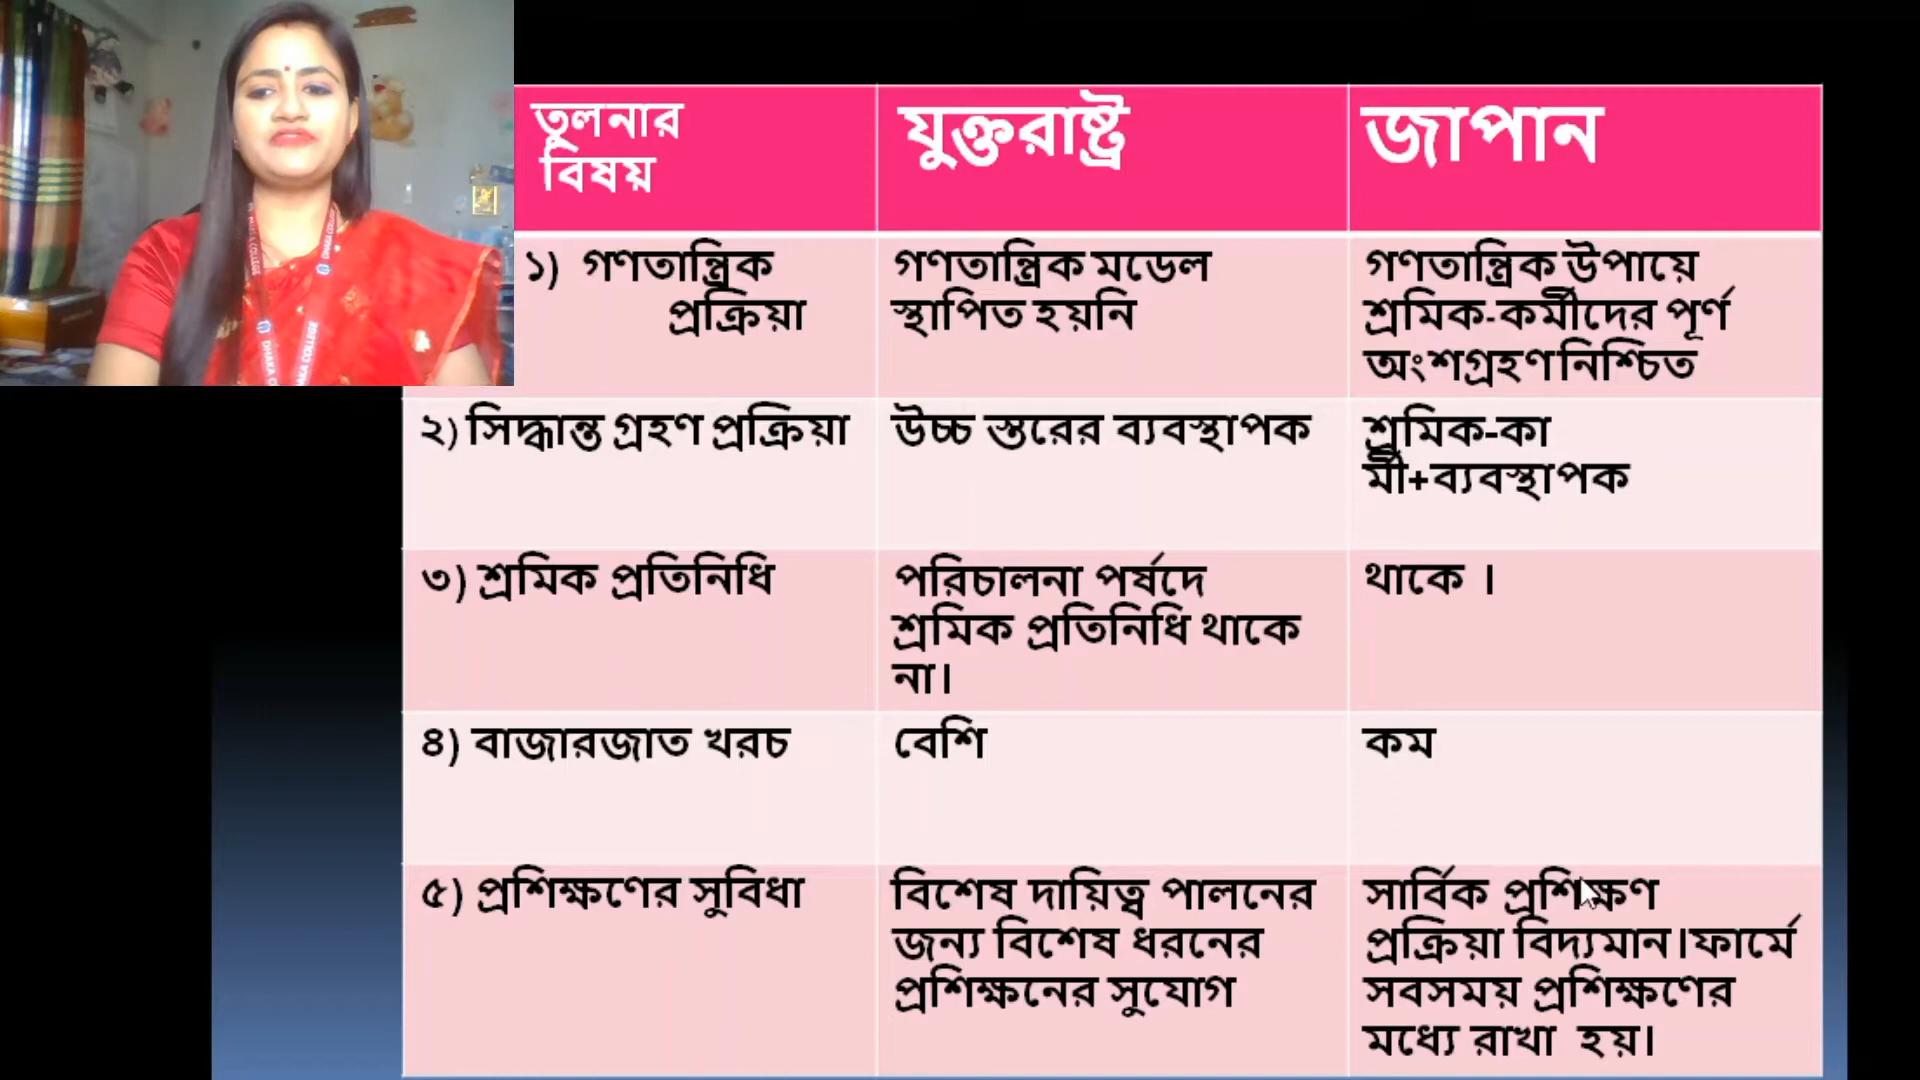 তুলনার
বিষয়
যুক্তরাষ্ট্র
জাপান
১) গণতান্ত্রিক
প্রক্রিয়া
গণতান্ত্রিক মডেল
স্থাপিত হয়নি
গণতান্ত্রিক উপায়ে
শ্রমিক-কর্মীদের পূর্ণ
অংশগ্রহণ নিশ্চিত
২) সিদ্ধান্ত গ্রহণ প্রক্রিয়া
উচ্চ স্তরের ব্যবস্থাপক
শ্রমিক-কা
র্মী+ব্যবস্থাপক
৩) শ্রমিক প্রতিনিধি
পরিচালনা পর্ষদে
শ্রমিক প্রতিনিধি থাকে
না।
থাকে ।
৪) বাজারজাত খরচ
বেশি
কম
৫) প্রশিক্ষণের সুবিধা
বিশেষ দায়িত্ব পালনের
জন্য বিশেষ ধরনের
প্রশিক্ষনের সুযোগ
সার্বিক প্রশিক্ষণ
প্রক্রিয়া বিদ্যমান।ফার্মে
সবসময় প্রশিক্ষণের
মধ্যে রাখা হয়।
DHAKA COLLEGE